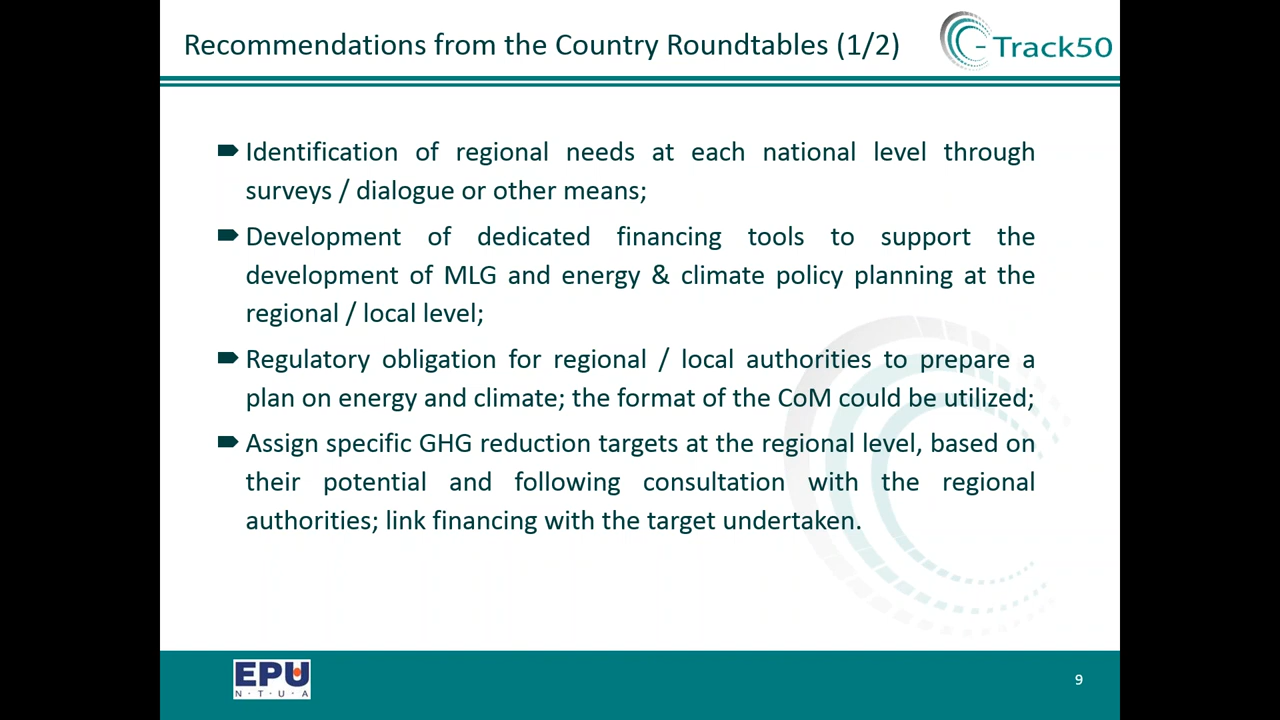 Recommendations from the Country Roundtables (1/2)
C-Track50
Identification of regional needs at each national level through
surveys / dialogue or other means;
Development of dedicated financing tools to support the
development of MLG and energy & climate policy planning at the
regional / local level;
Regulatory obligation for regional / local authorities to prepare a
plan on energy and climate; the format of the CoM could be utilized;
Assign specific GHG reduction targets at the regional level, based on
their potential and following consultation with the regional
authorities; link financing with the target undertaken.
EPU
N·T·U·A
9